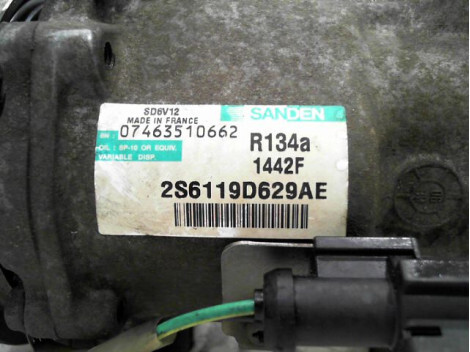 SD6V12
MADE IN FRANCE
SANDEN
S/N : 07463510662
OIL : SP-10 OR EQUIV.
VARIABLE DISP.
R134a
1442F
2S6119D629AE